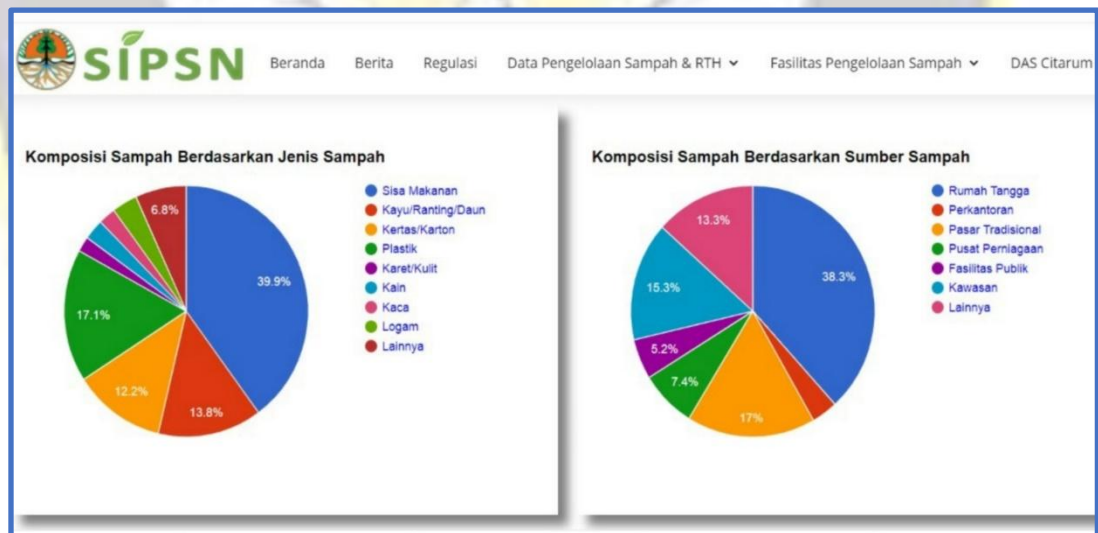 SIPSN Beranda Berita Regulasi Data Pengelolaan Sampah & RTH Fasilitas Pengelolaan Sampah DAS Citarum
Komposisi Sampah Berdasarkan Jenis Sampah
39.9%
13.8%
12.2%
17.1%
6.8%
Sisa Makanan
Kayu/Ranting/Daun
Kertas/Karton
Plastik
Karet/Kulit
Kain
Kaca
Logam
Lainnya
Komposisi Sampah Berdasarkan Sumber Sampah
38.3%
17%
7.4%
5.2%
15.3%
13.3%
Rumah Tangga
Perkantoran
Pasar Tradisional
Pusat Perniagaan
Fasilitas Publik
Kawasan
Lainnya